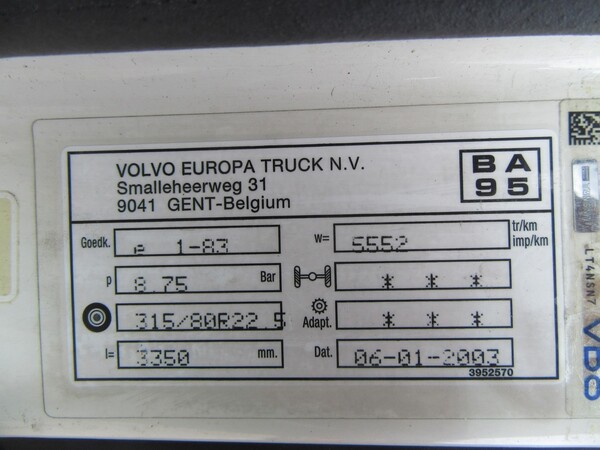 VOLVO EUROPA TRUCK N.V.
Smalleheerweg 31
9041 GENT-Belgium
BA
95
Goedk. e 1-83
w= 5552 tr/km
imp/km
p 8.75 Bar
* * *
315/80R22.5
Adapt. * * *
l= 3350 mm.
Dat. 06-01-2003
3952570
LT4NSN7
VDO